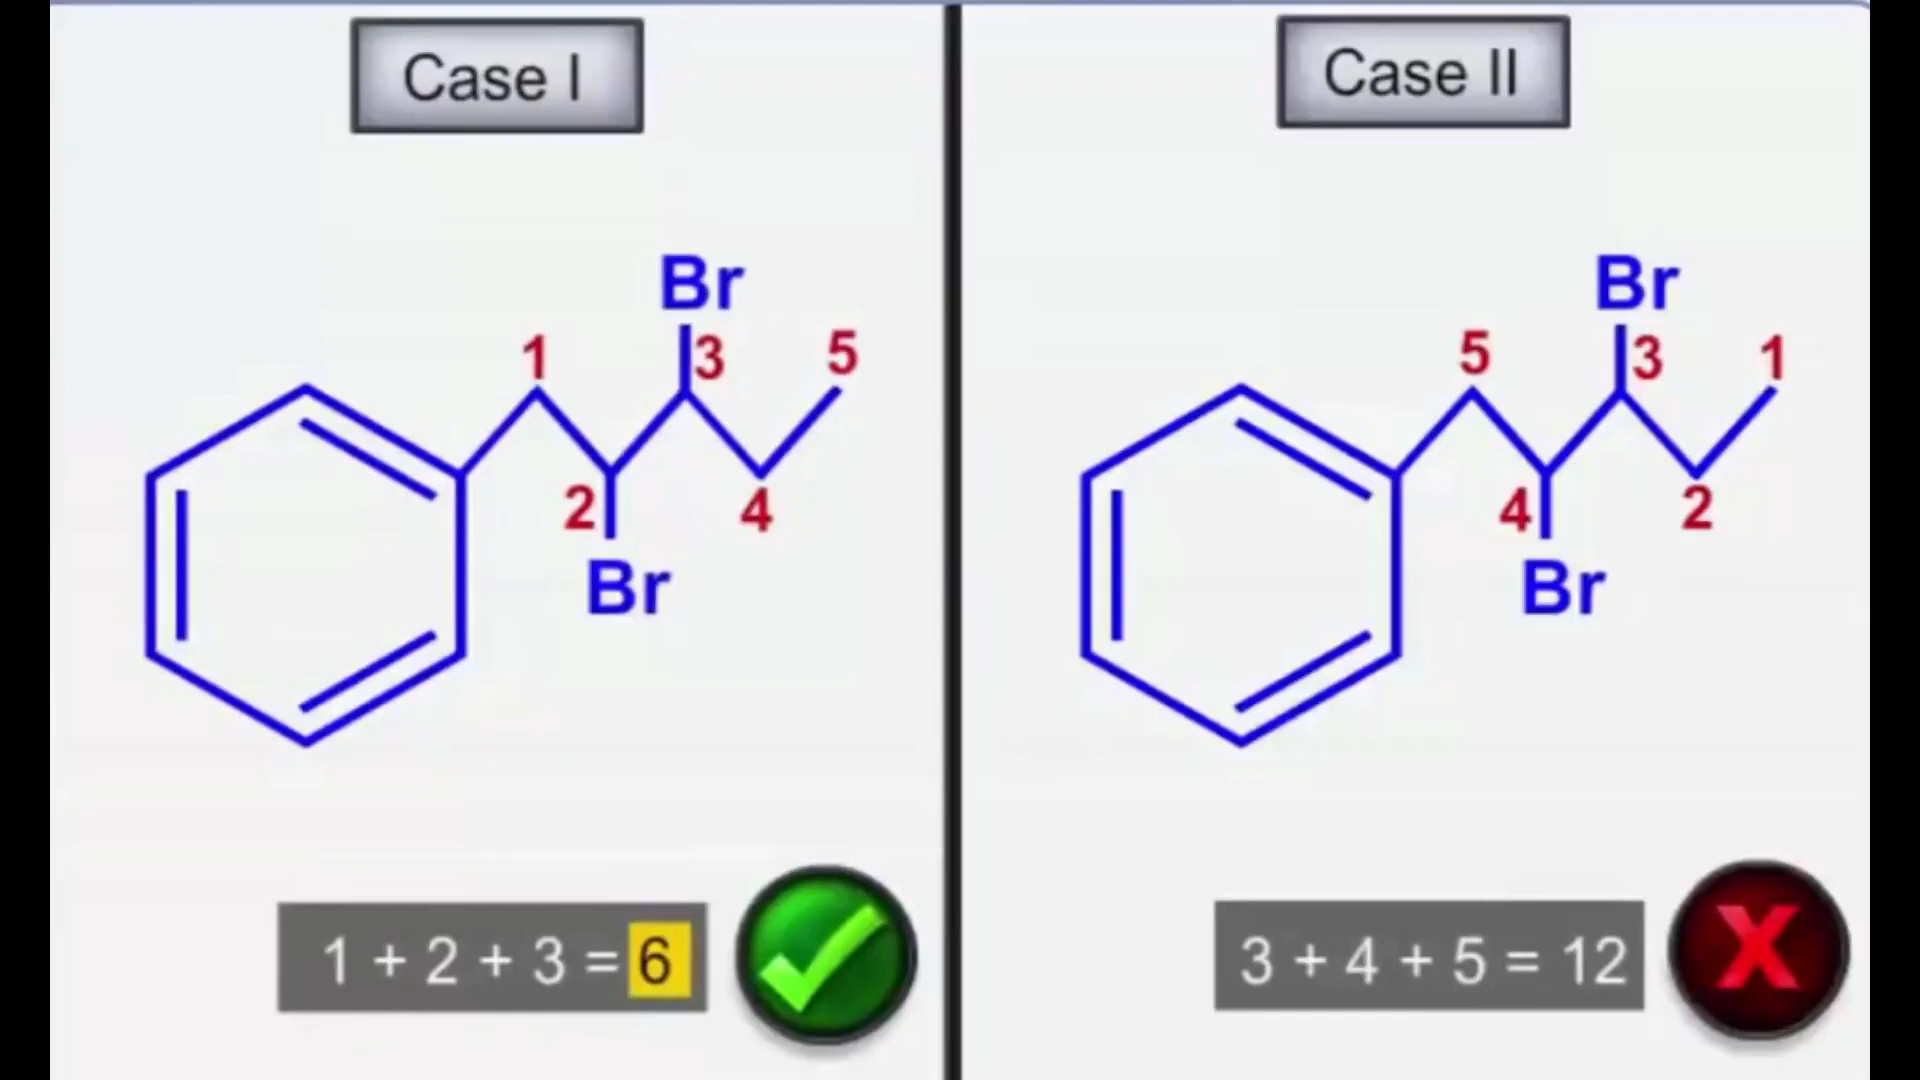 Case I
Br
1 3 5
2 4
Br
1 + 2 + 3 = 6
Case II
Br
5 3 1
4 2
Br
3 + 4 + 5 = 12
X